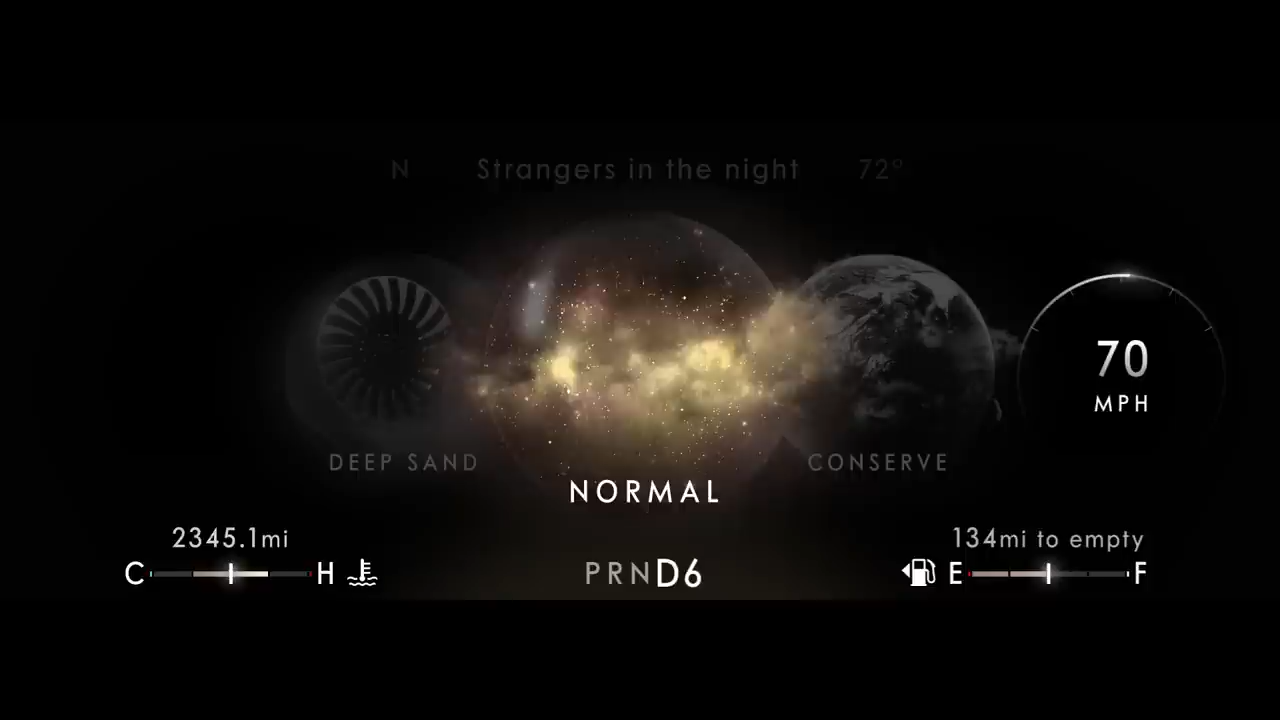 N Strangers in the night 72°
70
MPH
DEEP SAND CONSERVE
NORMAL
2345.1mi 134mi to empty
C H PRND6 E F